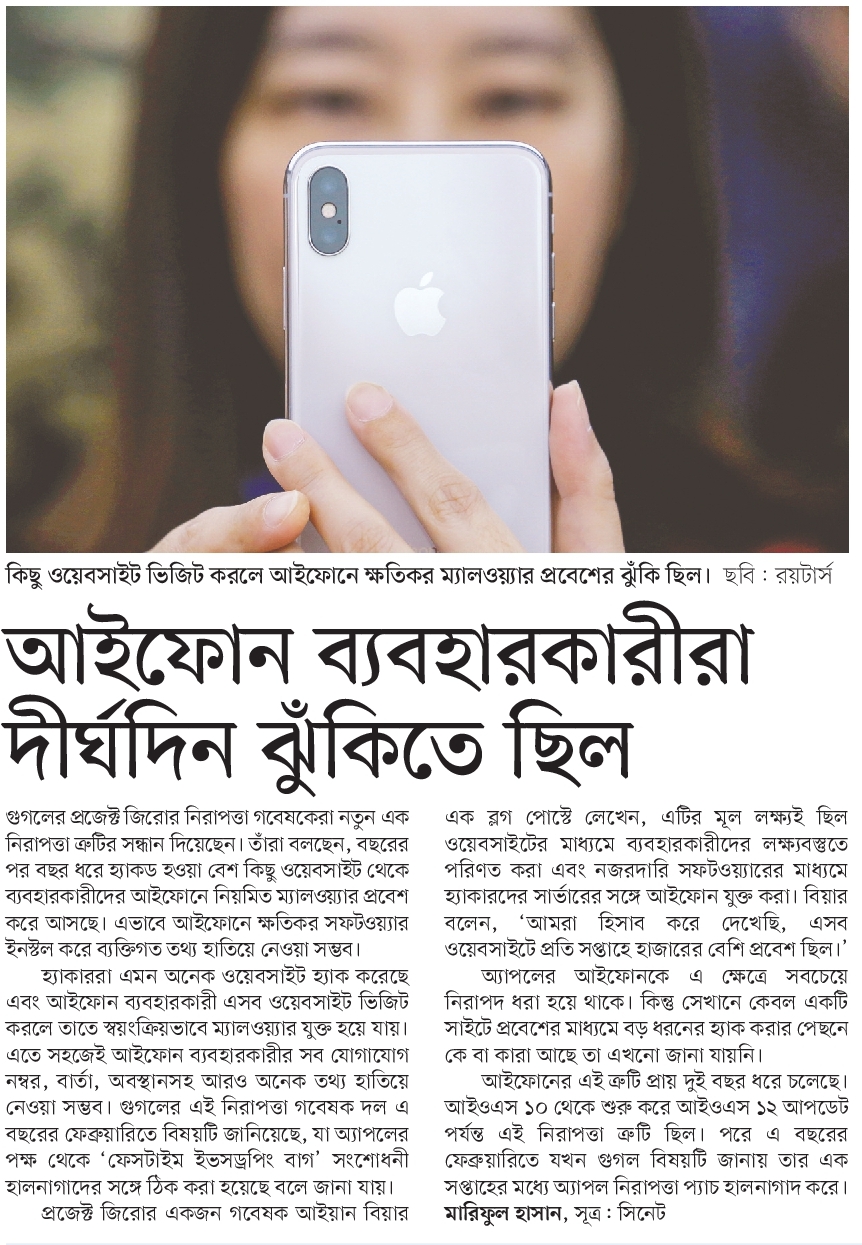 কিছু ওয়েবসাইট ভিজিট করলে আইফোনে ক্ষতিকর ম্যালওয়্যার প্রবেশের ঝুঁকি ছিল। ছবি : রয়টার্স
আইফোন ব্যবহারকারীরা
দীর্ঘদিন ঝুঁকিতে ছিল
গুগলের প্রজেক্ট জিরোর নিরাপত্তা গবেষকেরা নতুন এক
নিরাপত্তা ত্রুটির সন্ধান দিয়েছেন। তাঁরা বলছেন, বছরের
পর বছর ধরে হ্যাকড হওয়া বেশ কিছু ওয়েবসাইট থেকে
ব্যবহারকারীদের আইফোনে নিয়মিত ম্যালওয়্যার প্রবেশ
করে আসছে। এভাবে আইফোনে ক্ষতিকর সফটওয়্যার
ইনস্টল করে ব্যক্তিগত তথ্য হাতিয়ে নেওয়া সম্ভব।
হ্যাকাররা এমন অনেক ওয়েবসাইট হ্যাক করেছে
এবং আইফোন ব্যবহারকারী এসব ওয়েবসাইট ভিজিট
করলে তাতে স্বয়ংক্রিয়ভাবে ম্যালওয়্যার যুক্ত হয়ে যায়।
এতে সহজেই আইফোন ব্যবহারকারীর সব যোগাযোগ
নম্বর, বার্তা, অবস্থানসহ আরও অনেক তথ্য হাতিয়ে
নেওয়া সম্ভব। গুগলের এই নিরাপত্তা গবেষক দল এ
বছরের ফেব্রুয়ারিতে বিষয়টি জানিয়েছে, যা অ্যাপলের
পক্ষ থেকে ‘ফেসটাইম ইভসড্রপিং বাগ’ সংশোধনী
হালনাগাদের সঙ্গে ঠিক করা হয়েছে বলে জানা যায়।
প্রজেক্ট জিরোর একজন গবেষক আইয়ান বিয়ার
এক ব্লগ পোস্টে লেখেন, এটির মূল লক্ষ্যই ছিল
ওয়েবসাইটের মাধ্যমে ব্যবহারকারীদের লক্ষ্যবস্তুতে
পরিণত করা এবং নজরদারি সফটওয়্যারের মাধ্যমে
হ্যাকারদের সার্ভারের সঙ্গে আইফোন যুক্ত করা। বিয়ার
বলেন, ‘আমরা হিসাব করে দেখেছি, এসব
ওয়েবসাইটে প্রতি সপ্তাহে হাজারের বেশি প্রবেশ ছিল।’
অ্যাপলের আইফোনকে এ ক্ষেত্রে সবচেয়ে
নিরাপদ ধরা হয়ে থাকে। কিন্তু সেখানে কেবল একটি
সাইটে প্রবেশের মাধ্যমে বড় ধরনের হ্যাক করার পেছনে
কে বা কারা আছে তা এখনো জানা যায়নি।
আইফোনের এই ত্রুটি প্রায় দুই বছর ধরে চলেছে।
আইওএস ১০ থেকে শুরু করে আইওএস ১২ আপডেট
পর্যন্ত এই নিরাপত্তা ত্রুটি ছিল। পরে এ বছরের
ফেব্রুয়ারিতে যখন গুগল বিষয়টি জানায় তার এক
সপ্তাহের মধ্যে অ্যাপল নিরাপত্তা প্যাচ হালনাগাদ করে।
মারিফুল হাসান, সূত্র : সিনেট